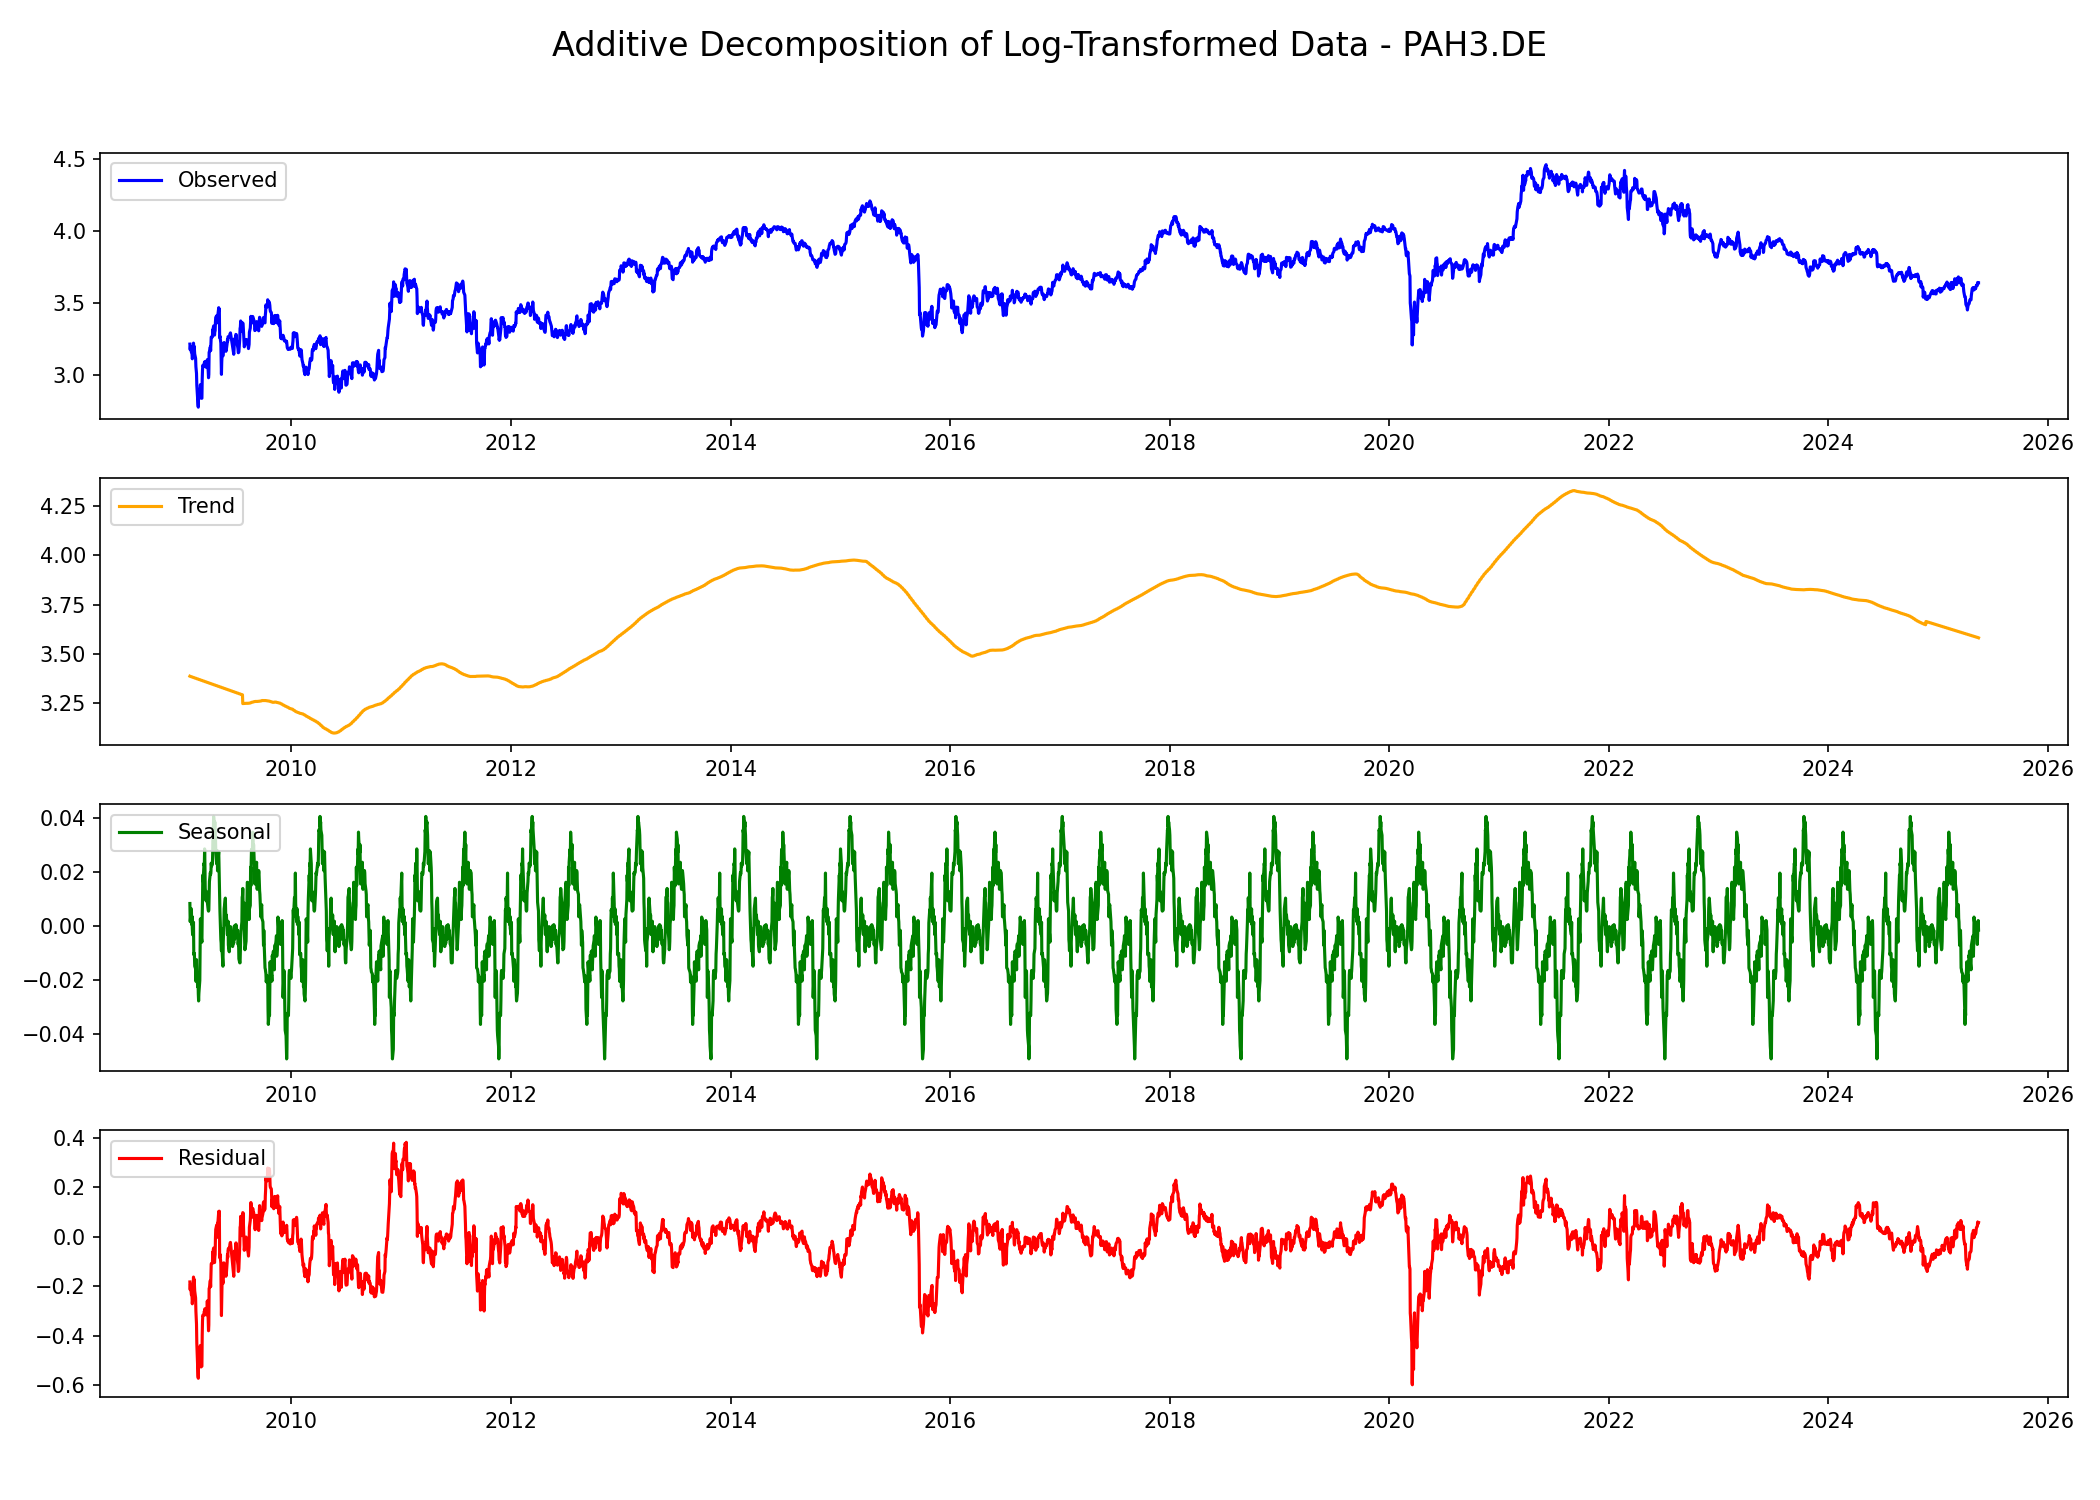 Additive Decomposition of Log-Transformed Data - PAH3.DE
4.5
4.0
3.5
3.0
Observed
2010 2012 2014 2016 2018 2020 2022 2024 2026
4.25
4.00
3.75
3.50
3.25
Trend
2010 2012 2014 2016 2018 2020 2022 2024 2026
0.04
0.02
0.00
−0.02
−0.04
Seasonal
2010 2012 2014 2016 2018 2020 2022 2024 2026
0.4
0.2
0.0
−0.2
−0.4
−0.6
Residual
2010 2012 2014 2016 2018 2020 2022 2024 2026